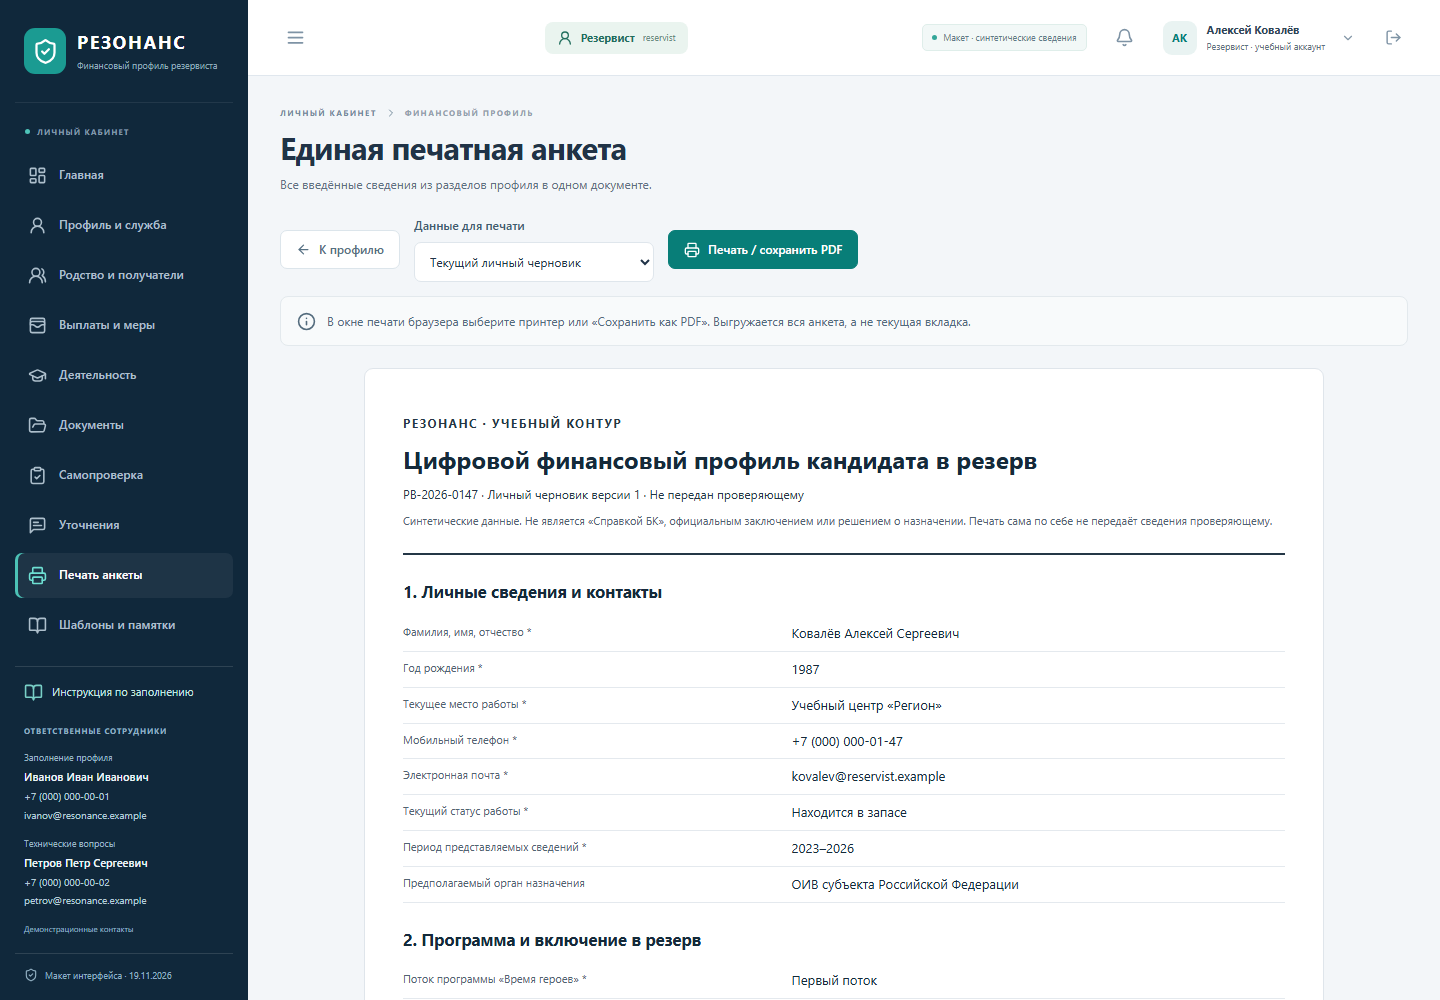 РЕЗОНАНС
Финансовый профиль резервиста
ЛИЧНЫЙ КАБИНЕТ
Главная
Профиль и служба
Родство и получатели
Выплаты и меры
Деятельность
Документы
Самопроверка
Уточнения
Печать анкеты
Шаблоны и памятки
Инструкция по заполнению
ОТВЕТСТВЕННЫЕ СОТРУДНИКИ
Заполнение профиля
Иванов Иван Иванович
+7 (000) 000-00-01
ivanov@resonance.example
Технические вопросы
Петров Петр Сергеевич
+7 (000) 000-00-02
petrov@resonance.example
Демонстрационные контакты
Макет интерфейса · 19.11.2026
Резервист reservist
Макет · синтетические сведения
АК
Алексей Ковалёв
Резервист · учебный аккаунт
ЛИЧНЫЙ КАБИНЕТ
ФИНАНСОВЫЙ ПРОФИЛЬ
Единая печатная анкета
Все введённые сведения из разделов профиля в одном документе.
К профилю
Данные для печати
Текущий личный черновик
Печать / сохранить PDF
В окне печати браузера выберите принтер или «Сохранить как PDF». Выгружается вся анкета, а не текущая вкладка.
РЕЗОНАНС · УЧЕБНЫЙ КОНТУР
Цифровой финансовый профиль кандидата в резерв
РВ-2026-0147 · Личный черновик версии 1 · Не передан проверяющему
Синтетические данные. Не является «Справкой БК», официальным заключением или решением о назначении. Печать сама по себе не передаёт сведения проверяющему.
1. Личные сведения и контакты
Фамилия, имя, отчество * Ковалёв Алексей Сергеевич
Год рождения * 1987
Текущее место работы * Учебный центр «Регион»
Мобильный телефон * +7 (000) 000-01-47
Электронная почта * kovalev@reservist.example
Текущий статус работы * Находится в запасе
Период представляемых сведений * 2023–2026
Предполагаемый орган назначения ОИВ субъекта Российской Федерации
2. Программа и включение в резерв
Поток программы «Время героев» * Первый поток